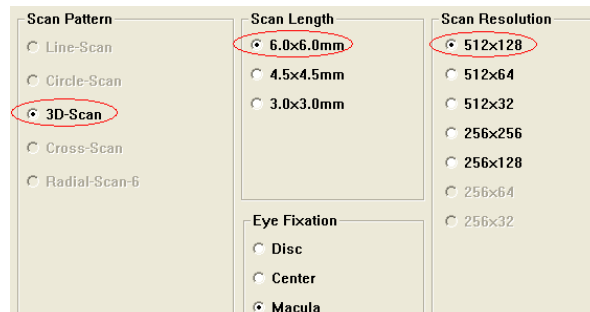 Scan Pattern
Line-Scan
Circle-Scan
3D-Scan
Cross-Scan
Radial-Scan-6
Scan Length
6.0x6.0mm
4.5x4.5mm
3.0x3.0mm
Eye Fixation
Disc
Center
Macula
Scan Resolution
512x128
512x64
512x32
256x256
256x128
256x64
256x32